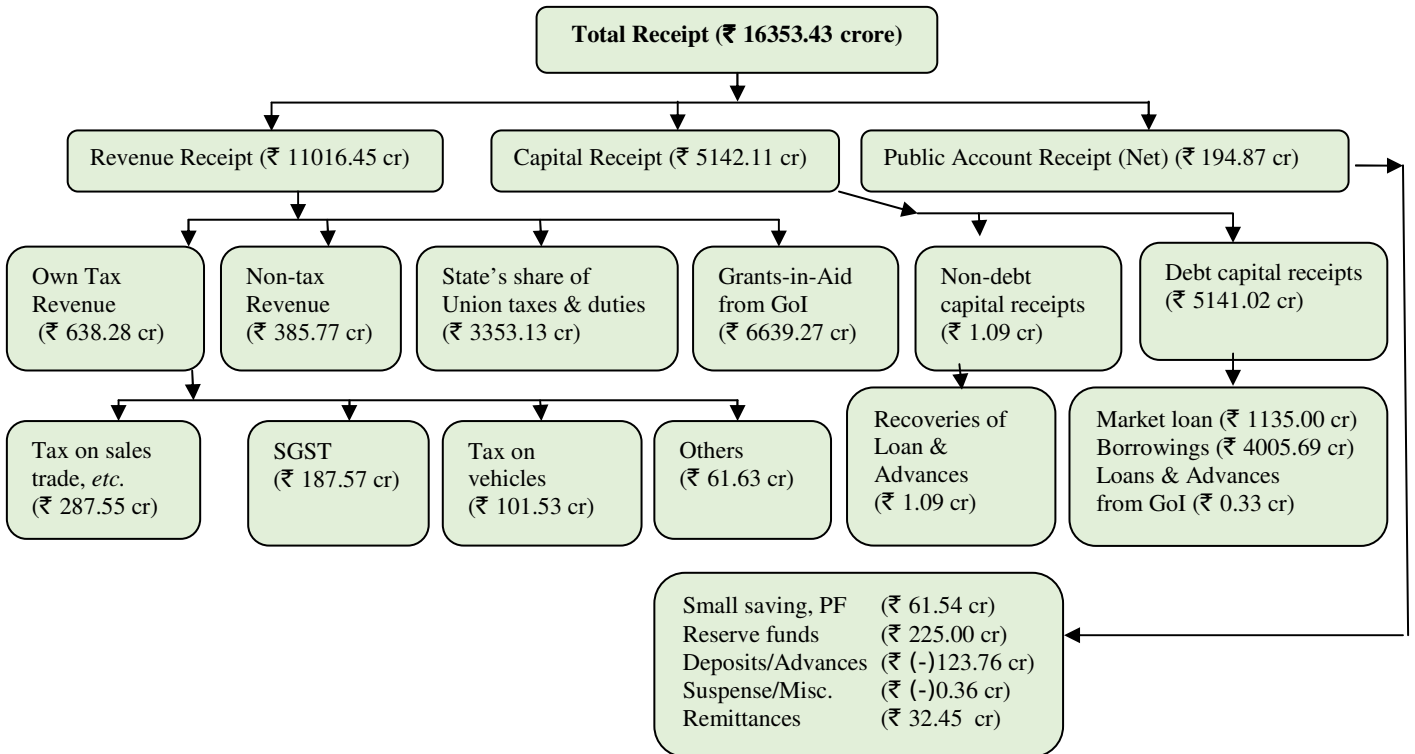 Total Receipt (₹ 16353.43 crore)
Revenue Receipt (₹ 11016.45 cr)
Capital Receipt (₹ 5142.11 cr)
Public Account Receipt (Net) (₹ 194.87 cr)
Own Tax
Revenue
(₹ 638.28 cr)
Non-tax
Revenue
(₹ 385.77 cr)
State’s share of
Union taxes & duties
(₹ 3353.13 cr)
Grants-in-Aid
from GoI
(₹ 6639.27 cr)
Non-debt
capital receipts
(₹ 1.09 cr)
Debt capital receipts
(₹ 5141.02 cr)
Tax on sales
trade, etc.
(₹ 287.55 cr)
SGST
(₹ 187.57 cr)
Tax on
vehicles
(₹ 101.53 cr)
Others
(₹ 61.63 cr)
Recoveries of
Loan &
Advances
(₹ 1.09 cr)
Market loan (₹ 1135.00 cr)
Borrowings (₹ 4005.69 cr)
Loans & Advances
from GoI (₹ 0.33 cr)
Small saving, PF (₹ 61.54 cr)
Reserve funds (₹ 225.00 cr)
Deposits/Advances (₹ (-)123.76 cr)
Suspense/Misc. (₹ (-)0.36 cr)
Remittances (₹ 32.45 cr)